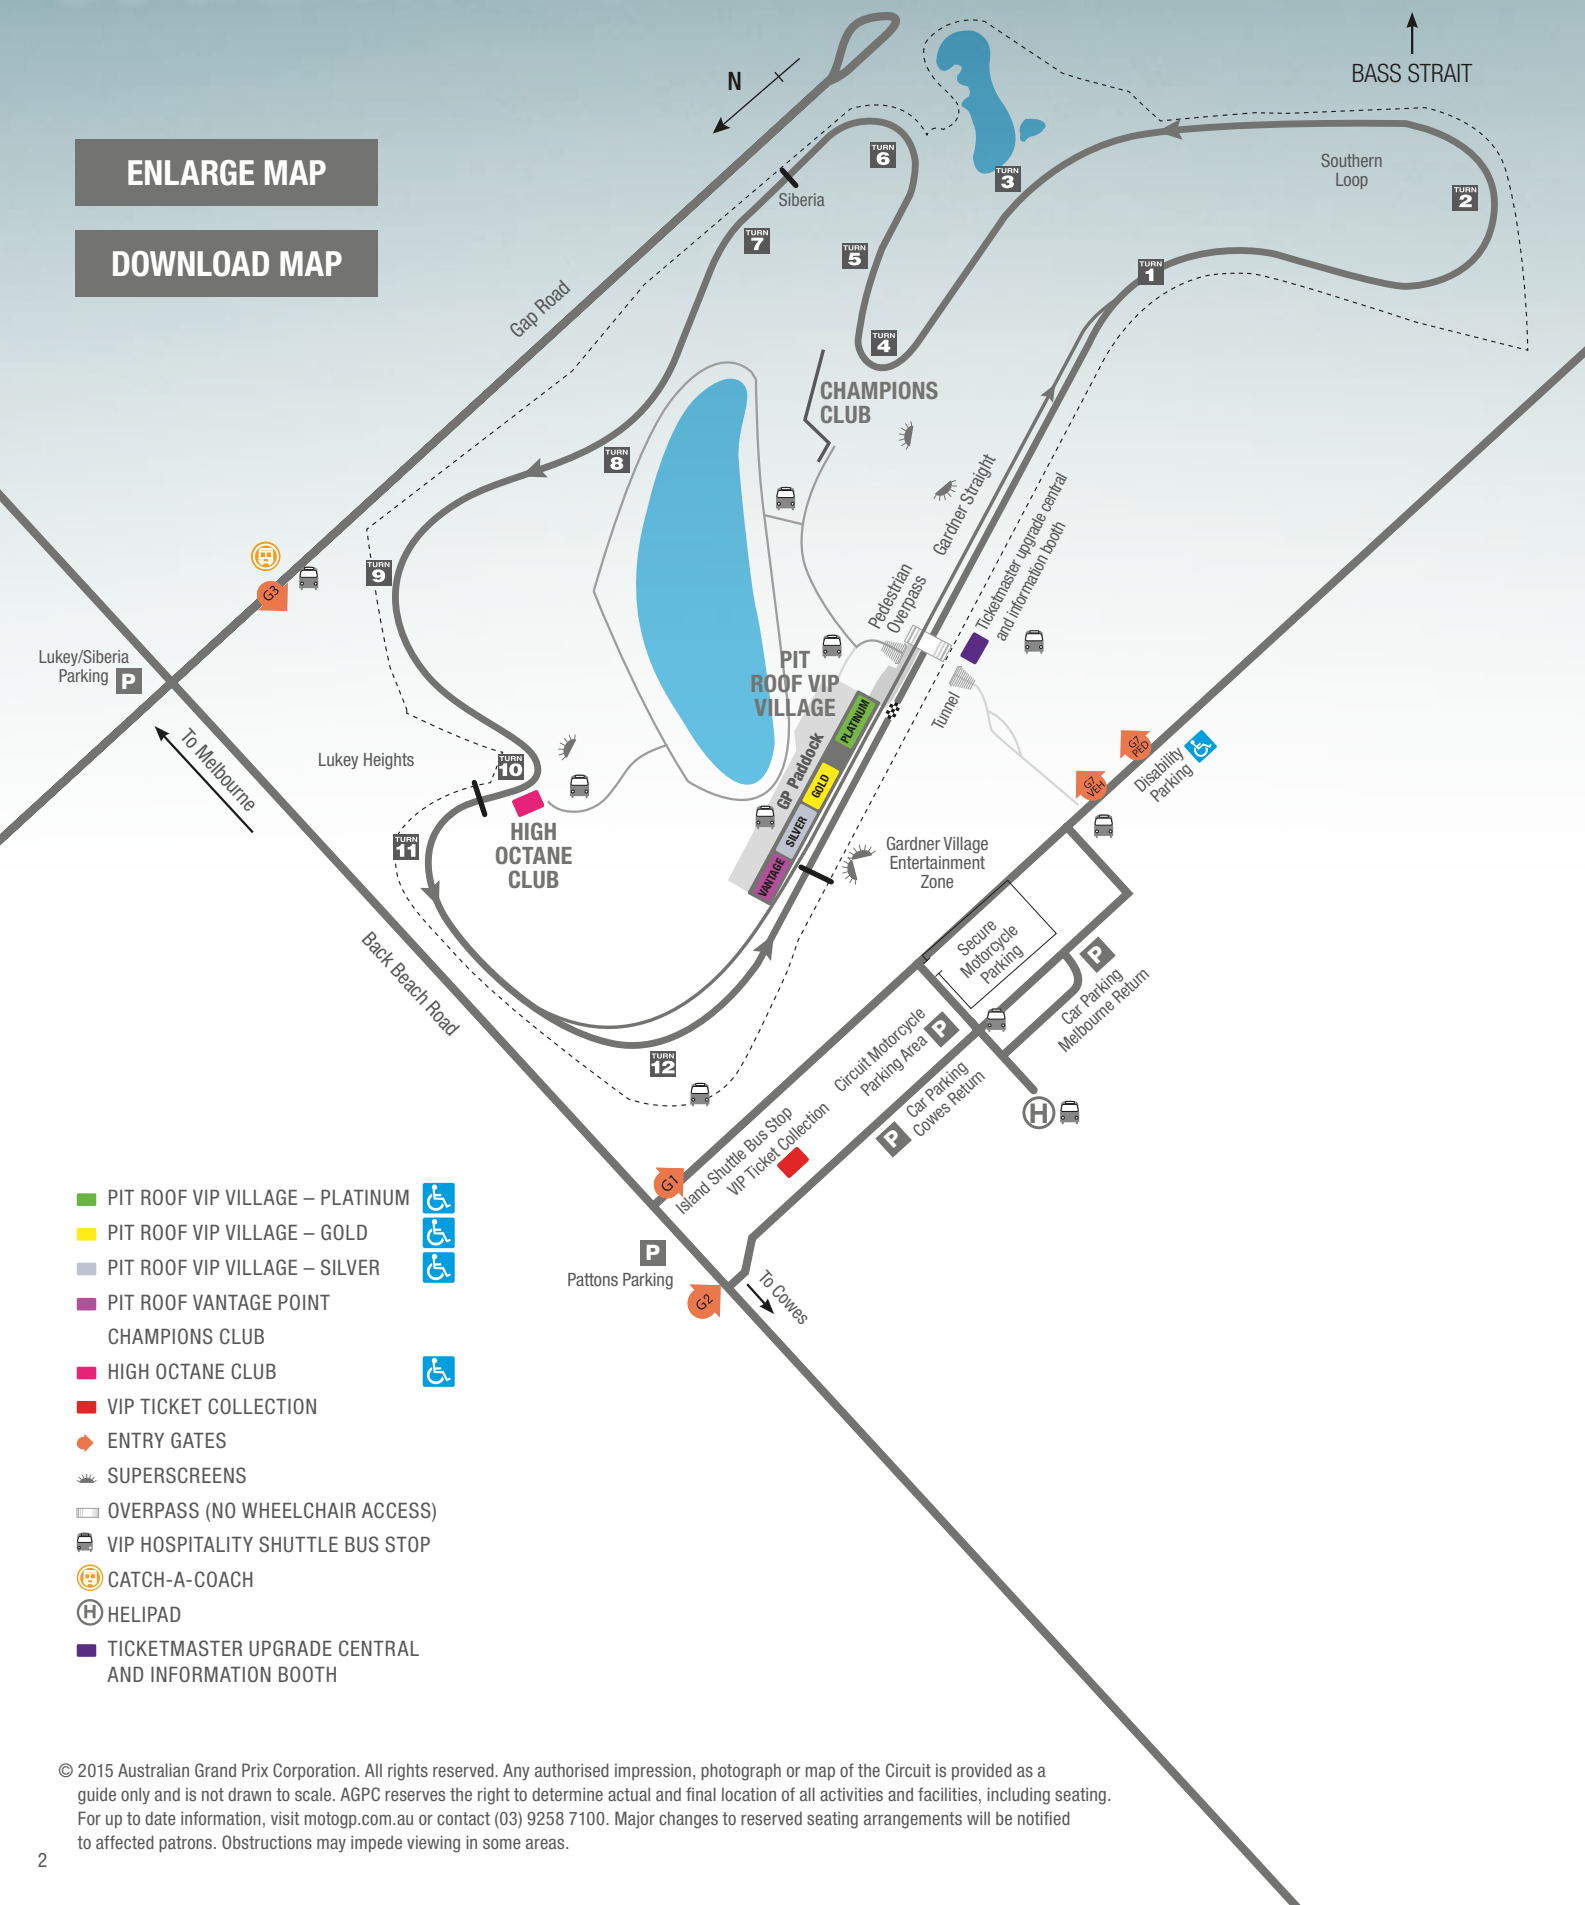 BASS STRAIT
N
ENLARGE MAP
DOWNLOAD MAP
Southern
Loop
TURN
6
TURN
3
TURN
2
Siberia
TURN
7
TURN
5
TURN
1
Gap Road
TURN
4
CHAMPIONS
CLUB
TURN
8
Gardner Straight
Ticketmaster upgrade central
and information booth
Pedestrian
Overpass
TURN
9
G3
Lukey/Siberia
Parking
P
PIT
ROOF VIP
VILLAGE
PLATINUM
Tunnel
To Melbourne
Lukey Heights
TURN
10
GP Paddock
GOLD
G7
PED
G7
VEH
Disability
Parking
HIGH
OCTANE
CLUB
TURN
11
SILVER
VANTAGE
Gardner Village
Entertainment
Zone
Secure
Motorcycle
Parking
P
Car Parking
Melbourne Return
Back Beach Road
Circuit Motorcycle
Parking Area
P
TURN
12
Car Parking
Cowes Return
P
H
Island Shuttle Bus Stop
VIP Ticket Collection
G1
P
Pattons Parking
G2
To Cowes
PIT ROOF VIP VILLAGE – PLATINUM
PIT ROOF VIP VILLAGE – GOLD
PIT ROOF VIP VILLAGE – SILVER
PIT ROOF VANTAGE POINT
CHAMPIONS CLUB
HIGH OCTANE CLUB
VIP TICKET COLLECTION
ENTRY GATES
SUPERSCREENS
OVERPASS (NO WHEELCHAIR ACCESS)
VIP HOSPITALITY SHUTTLE BUS STOP
CATCH-A-COACH
H HELIPAD
TICKETMASTER UPGRADE CENTRAL
AND INFORMATION BOOTH
© 2015 Australian Grand Prix Corporation. All rights reserved. Any authorised impression, photograph or map of the Circuit is provided as a
guide only and is not drawn to scale. AGPC reserves the right to determine actual and final location of all activities and facilities, including seating.
For up to date information, visit motogp.com.au or contact (03) 9258 7100. Major changes to reserved seating arrangements will be notified
to affected patrons. Obstructions may impede viewing in some areas.
2